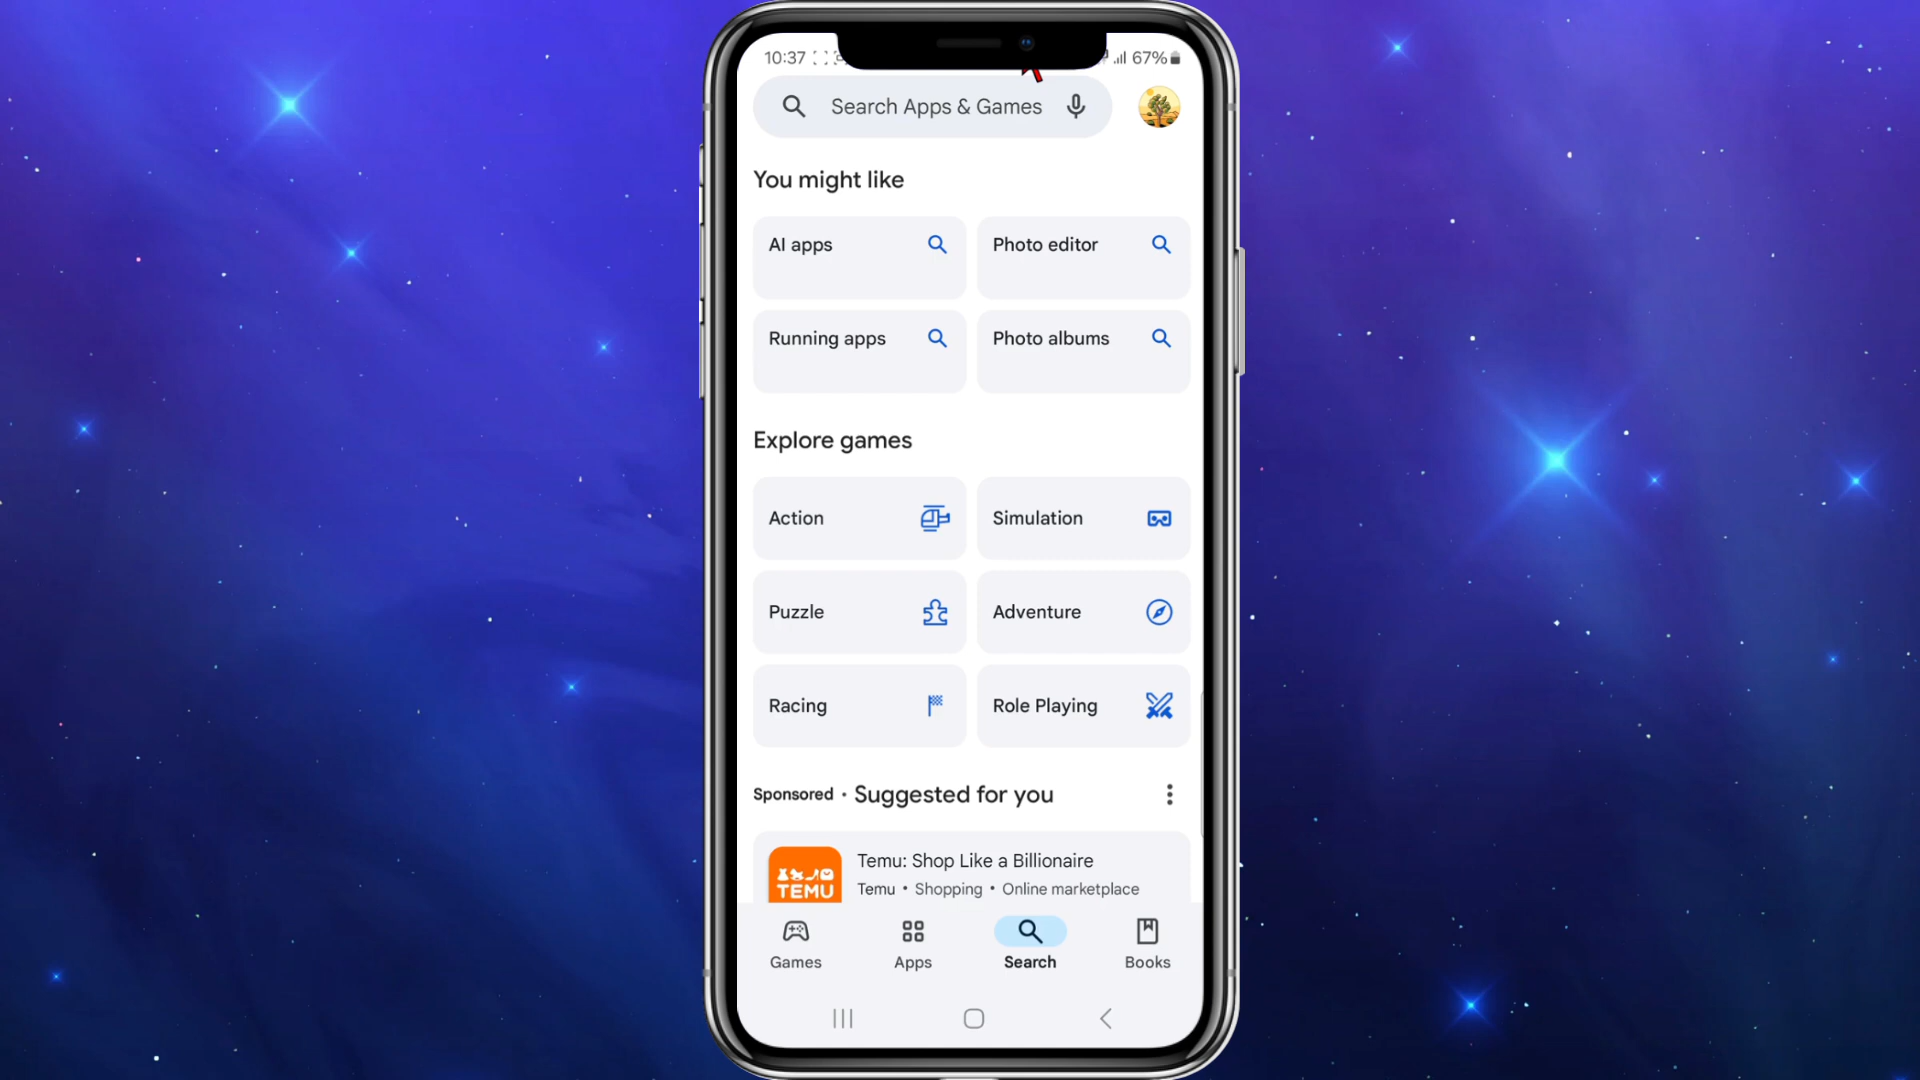 10:37 67%
Search Apps & Games
You might like
AI apps Photo editor
Running apps Photo albums
Explore games
Action Simulation
Puzzle Adventure
Racing Role Playing
Sponsored • Suggested for you
Temu: Shop Like a Billionaire
TEMU
Temu • Shopping • Online marketplace
Games Apps Search Books